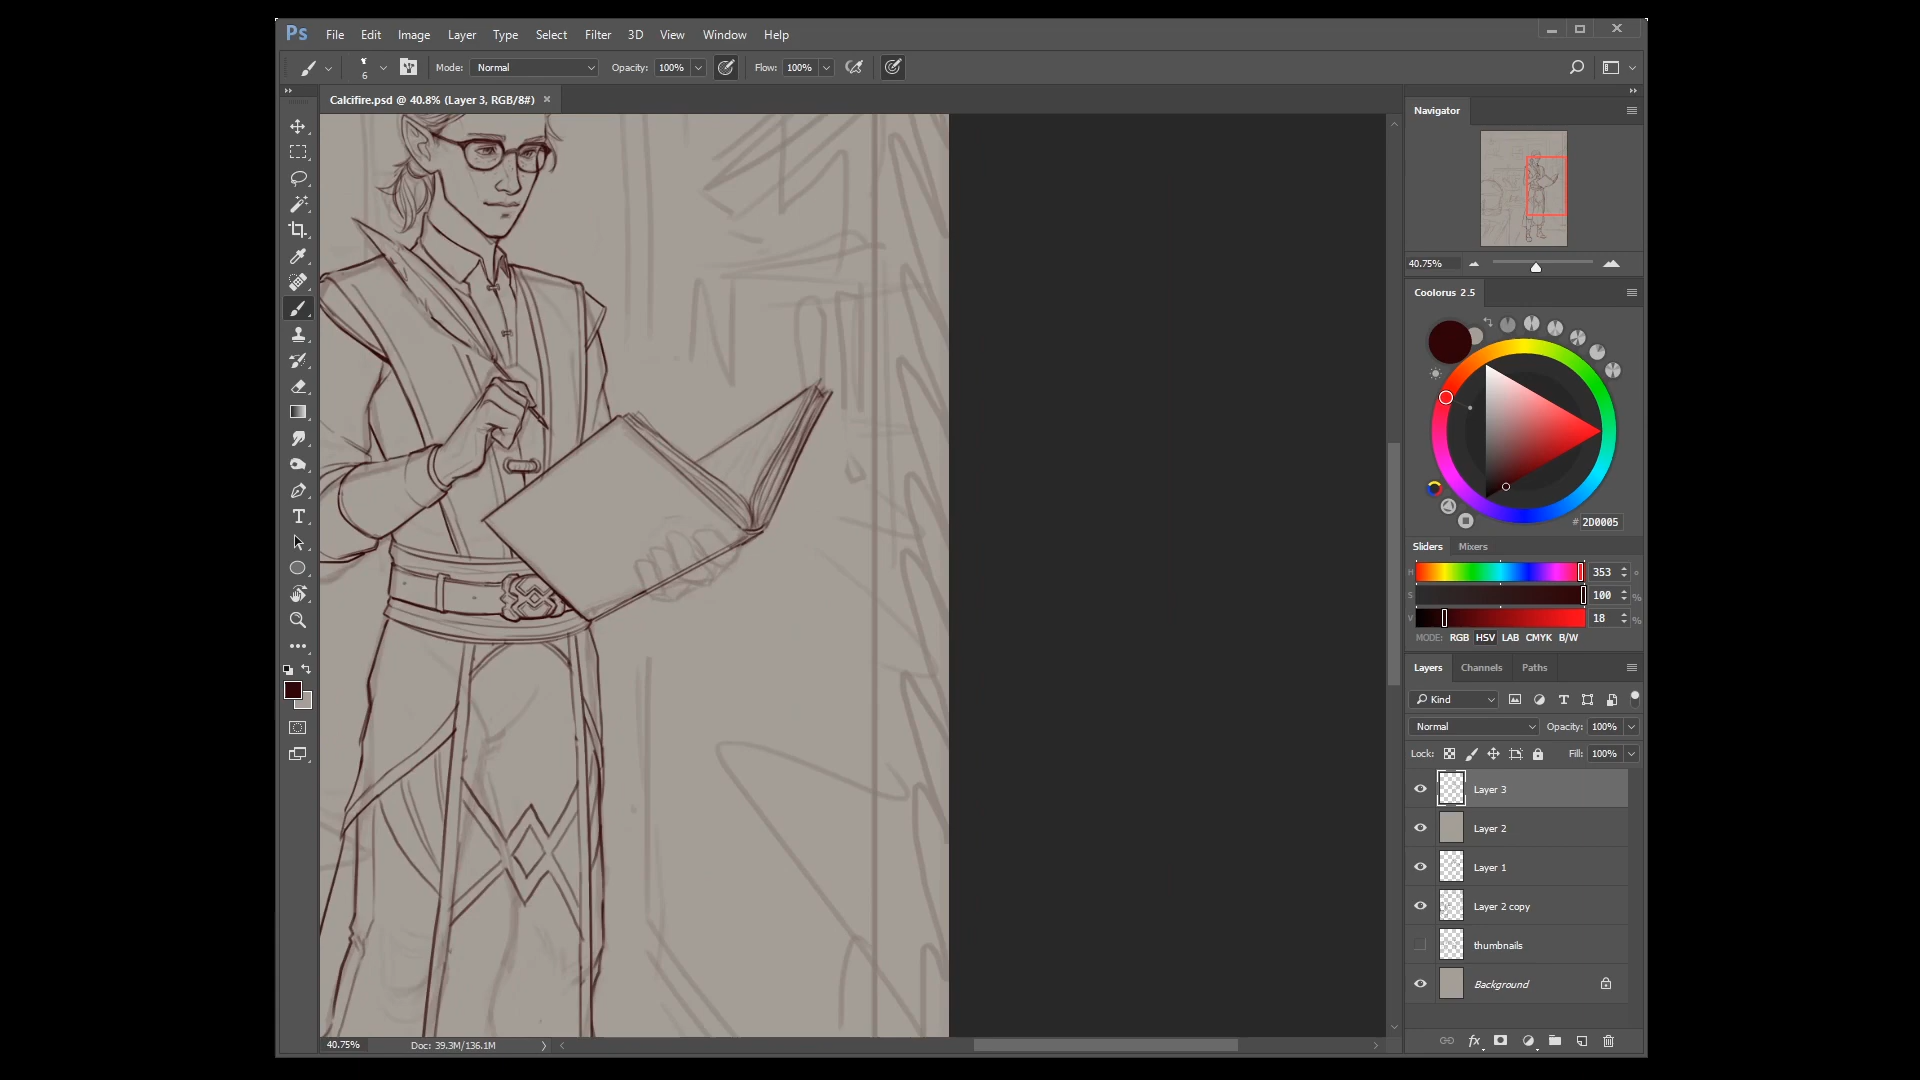 Ps File Edit Image Layer Type Select Filter 3D View Window Help
6 Mode: Normal Opacity: 100% Flow: 100%
Calcifire.psd @ 40.8% (Layer 3, RGB/8#) ×
Navigator
40.75%
Coolorus 2.5
# 2D0005
Sliders Mixers
H 353 °
S 100 %
V 18 %
MODE: RGB HSV LAB CMYK B/W
Layers Channels Paths
Kind
Normal Opacity: 100%
Lock: Fill: 100%
Layer 3
Layer 2
Layer 1
Layer 2 copy
thumbnails
Background
fx
40.75% Doc: 39.3M/136.1M